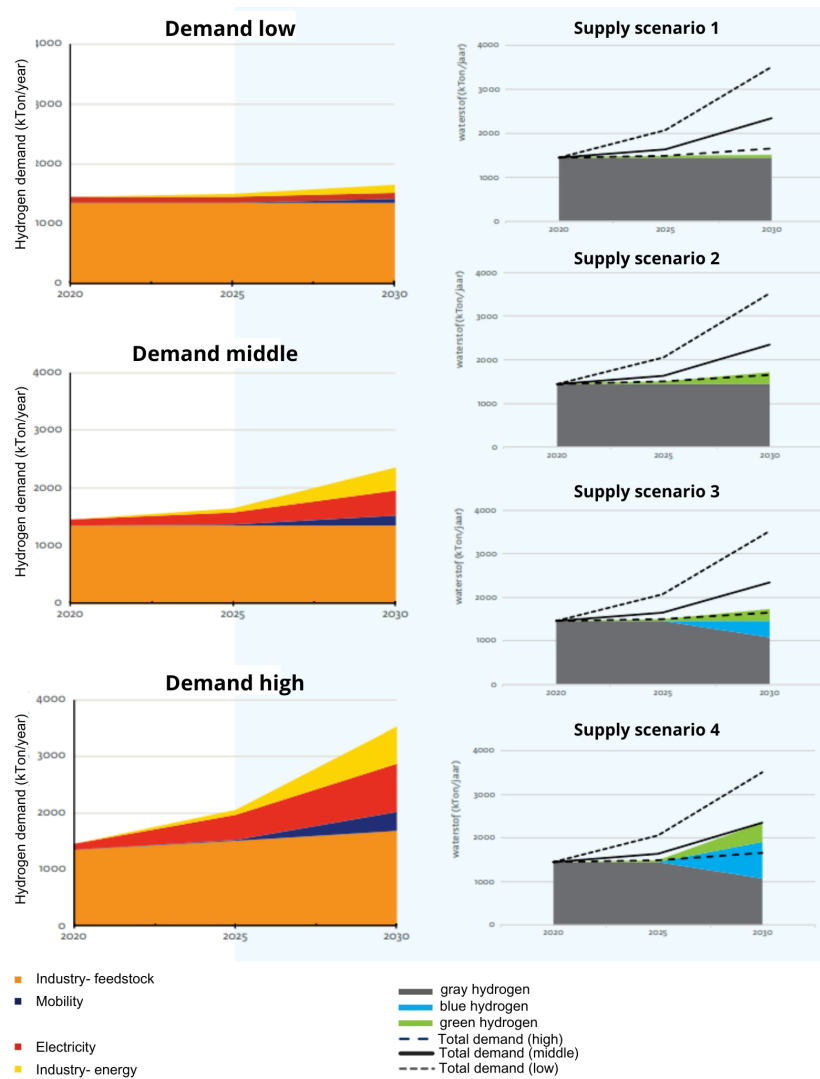 Demand low
Hydrogen demand (kTon/year)
4000
3000
2000
1000
0
2020
2025
2030
Demand middle
Hydrogen demand (kTon/year)
4000
3000
2000
1000
0
2020
2025
2030
Demand high
Hydrogen demand (kTon/year)
4000
3000
2000
1000
0
2020
2025
2030
Industry- feedstock
Mobility
Electricity
Industry- energy
Supply scenario 1
waterstof (kTon/jaar)
4000
3000
2000
1000
0
2020
2025
2030
Supply scenario 2
waterstof (kTon/jaar)
4000
3000
2000
1000
0
2020
2025
2030
Supply scenario 3
waterstof (kTon/jaar)
4000
3000
2000
1000
0
2020
2025
2030
Supply scenario 4
waterstof (kTon/jaar)
4000
3000
2000
1000
0
2020
2025
2030
gray hydrogen
blue hydrogen
green hydrogen
Total demand (high)
Total demand (middle)
Total demand (low)